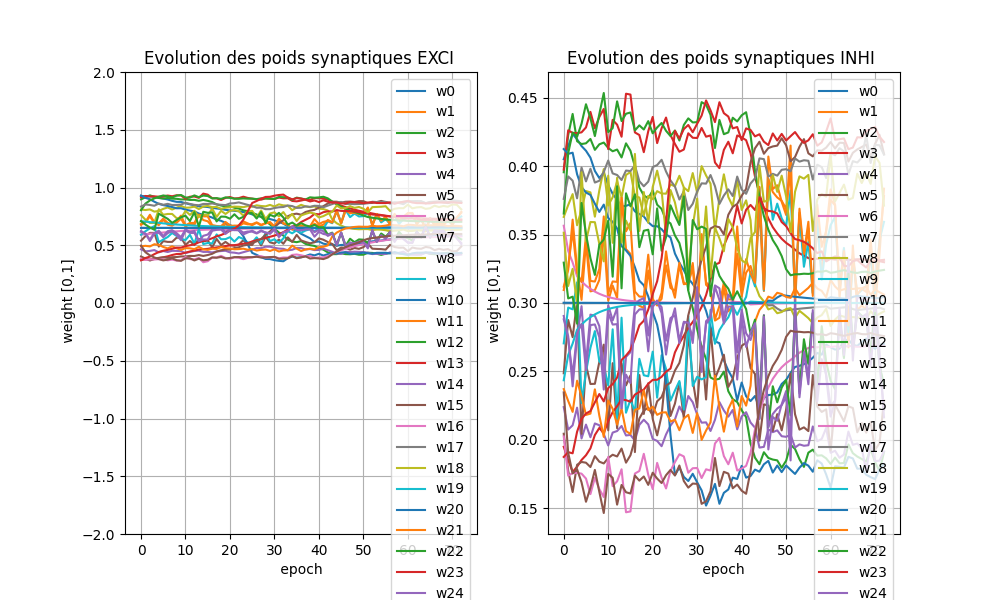 Evolution des poids synaptiques EXCI
2.0
1.5
1.0
0.5
0.0
−0.5
−1.0
−1.5
−2.0
weight [0,1]
0 10 20 30 40 50 60
epoch
w0
w1
w2
w3
w4
w5
w6
w7
w8
w9
w10
w11
w12
w13
w14
w15
w16
w17
w18
w19
w20
w21
w22
w23
w24
Evolution des poids synaptiques INHI
0.45
0.40
0.35
0.30
0.25
0.20
0.15
weight [0,1]
0 10 20 30 40 50 60
epoch
w0
w1
w2
w3
w4
w5
w6
w7
w8
w9
w10
w11
w12
w13
w14
w15
w16
w17
w18
w19
w20
w21
w22
w23
w24